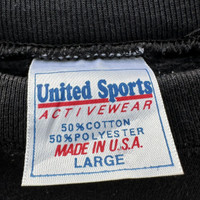 United Sports
ACTIVEWEAR
50% COTTON
50% POLYESTER
MADE IN U.S.A.
LARGE